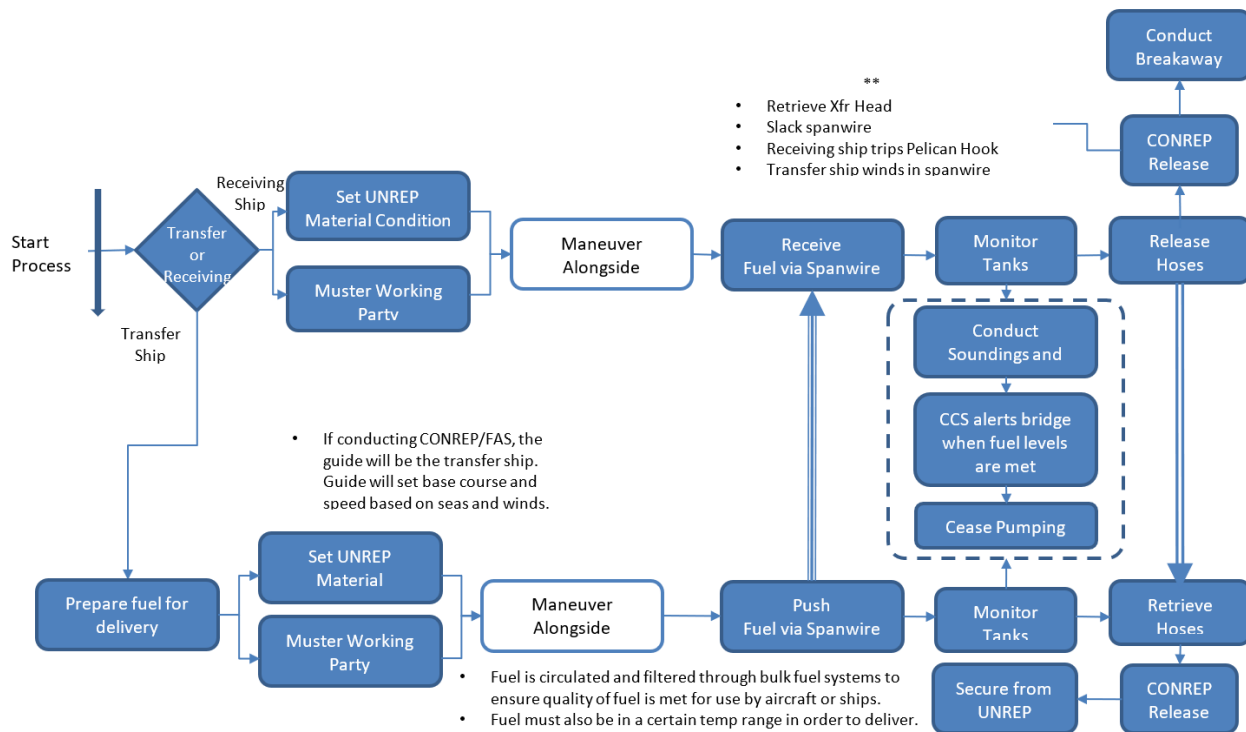 Conduct
Breakaway
**
• Retrieve Xfr Head
• Slack spanwire
• Receiving ship trips Pelican Hook
• Transfer ship winds in spanwire
CONREP
Release
Start
Process
Transfer
or
Receiving
Receiving
Ship
Transfer
Ship
Set UNREP
Material Condition
Muster Working
Party
Maneuver
Alongside
Receive
Fuel via Spanwire
Monitor
Tanks
Release
Hoses
Conduct
Soundings and
CCS alerts bridge
when fuel levels
are met
Cease Pumping
• If conducting CONREP/FAS, the
guide will be the transfer ship.
Guide will set base course and
speed based on seas and winds.
Prepare fuel for
delivery
Set UNREP
Material
Muster Working
Party
Maneuver
Alongside
Push
Fuel via Spanwire
Monitor
Tanks
Retrieve
Hoses
• Fuel is circulated and filtered through bulk fuel systems to
ensure quality of fuel is met for use by aircraft or ships.
• Fuel must also be in a certain temp range in order to deliver.
Secure from
UNREP
CONREP
Release